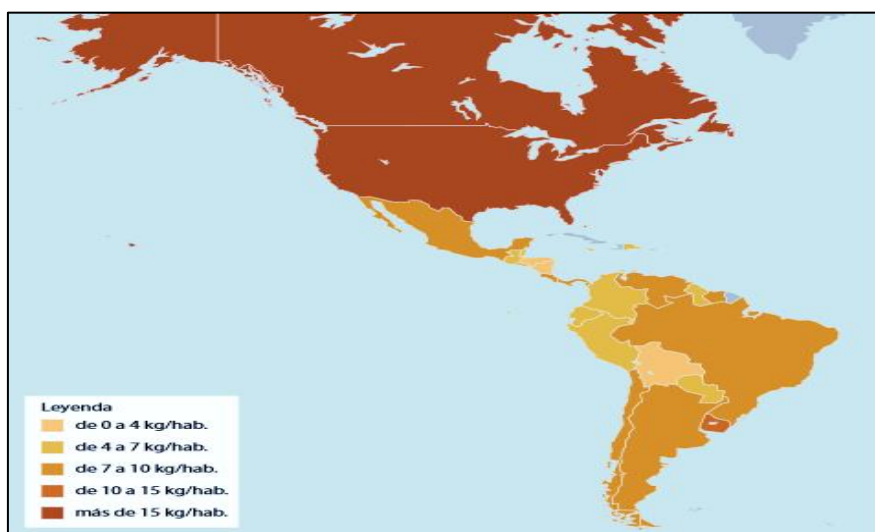 Leyenda
de 0 a 4 kg/hab.
de 4 a 7 kg/hab.
de 7 a 10 kg/hab.
de 10 a 15 kg/hab.
más de 15 kg/hab.